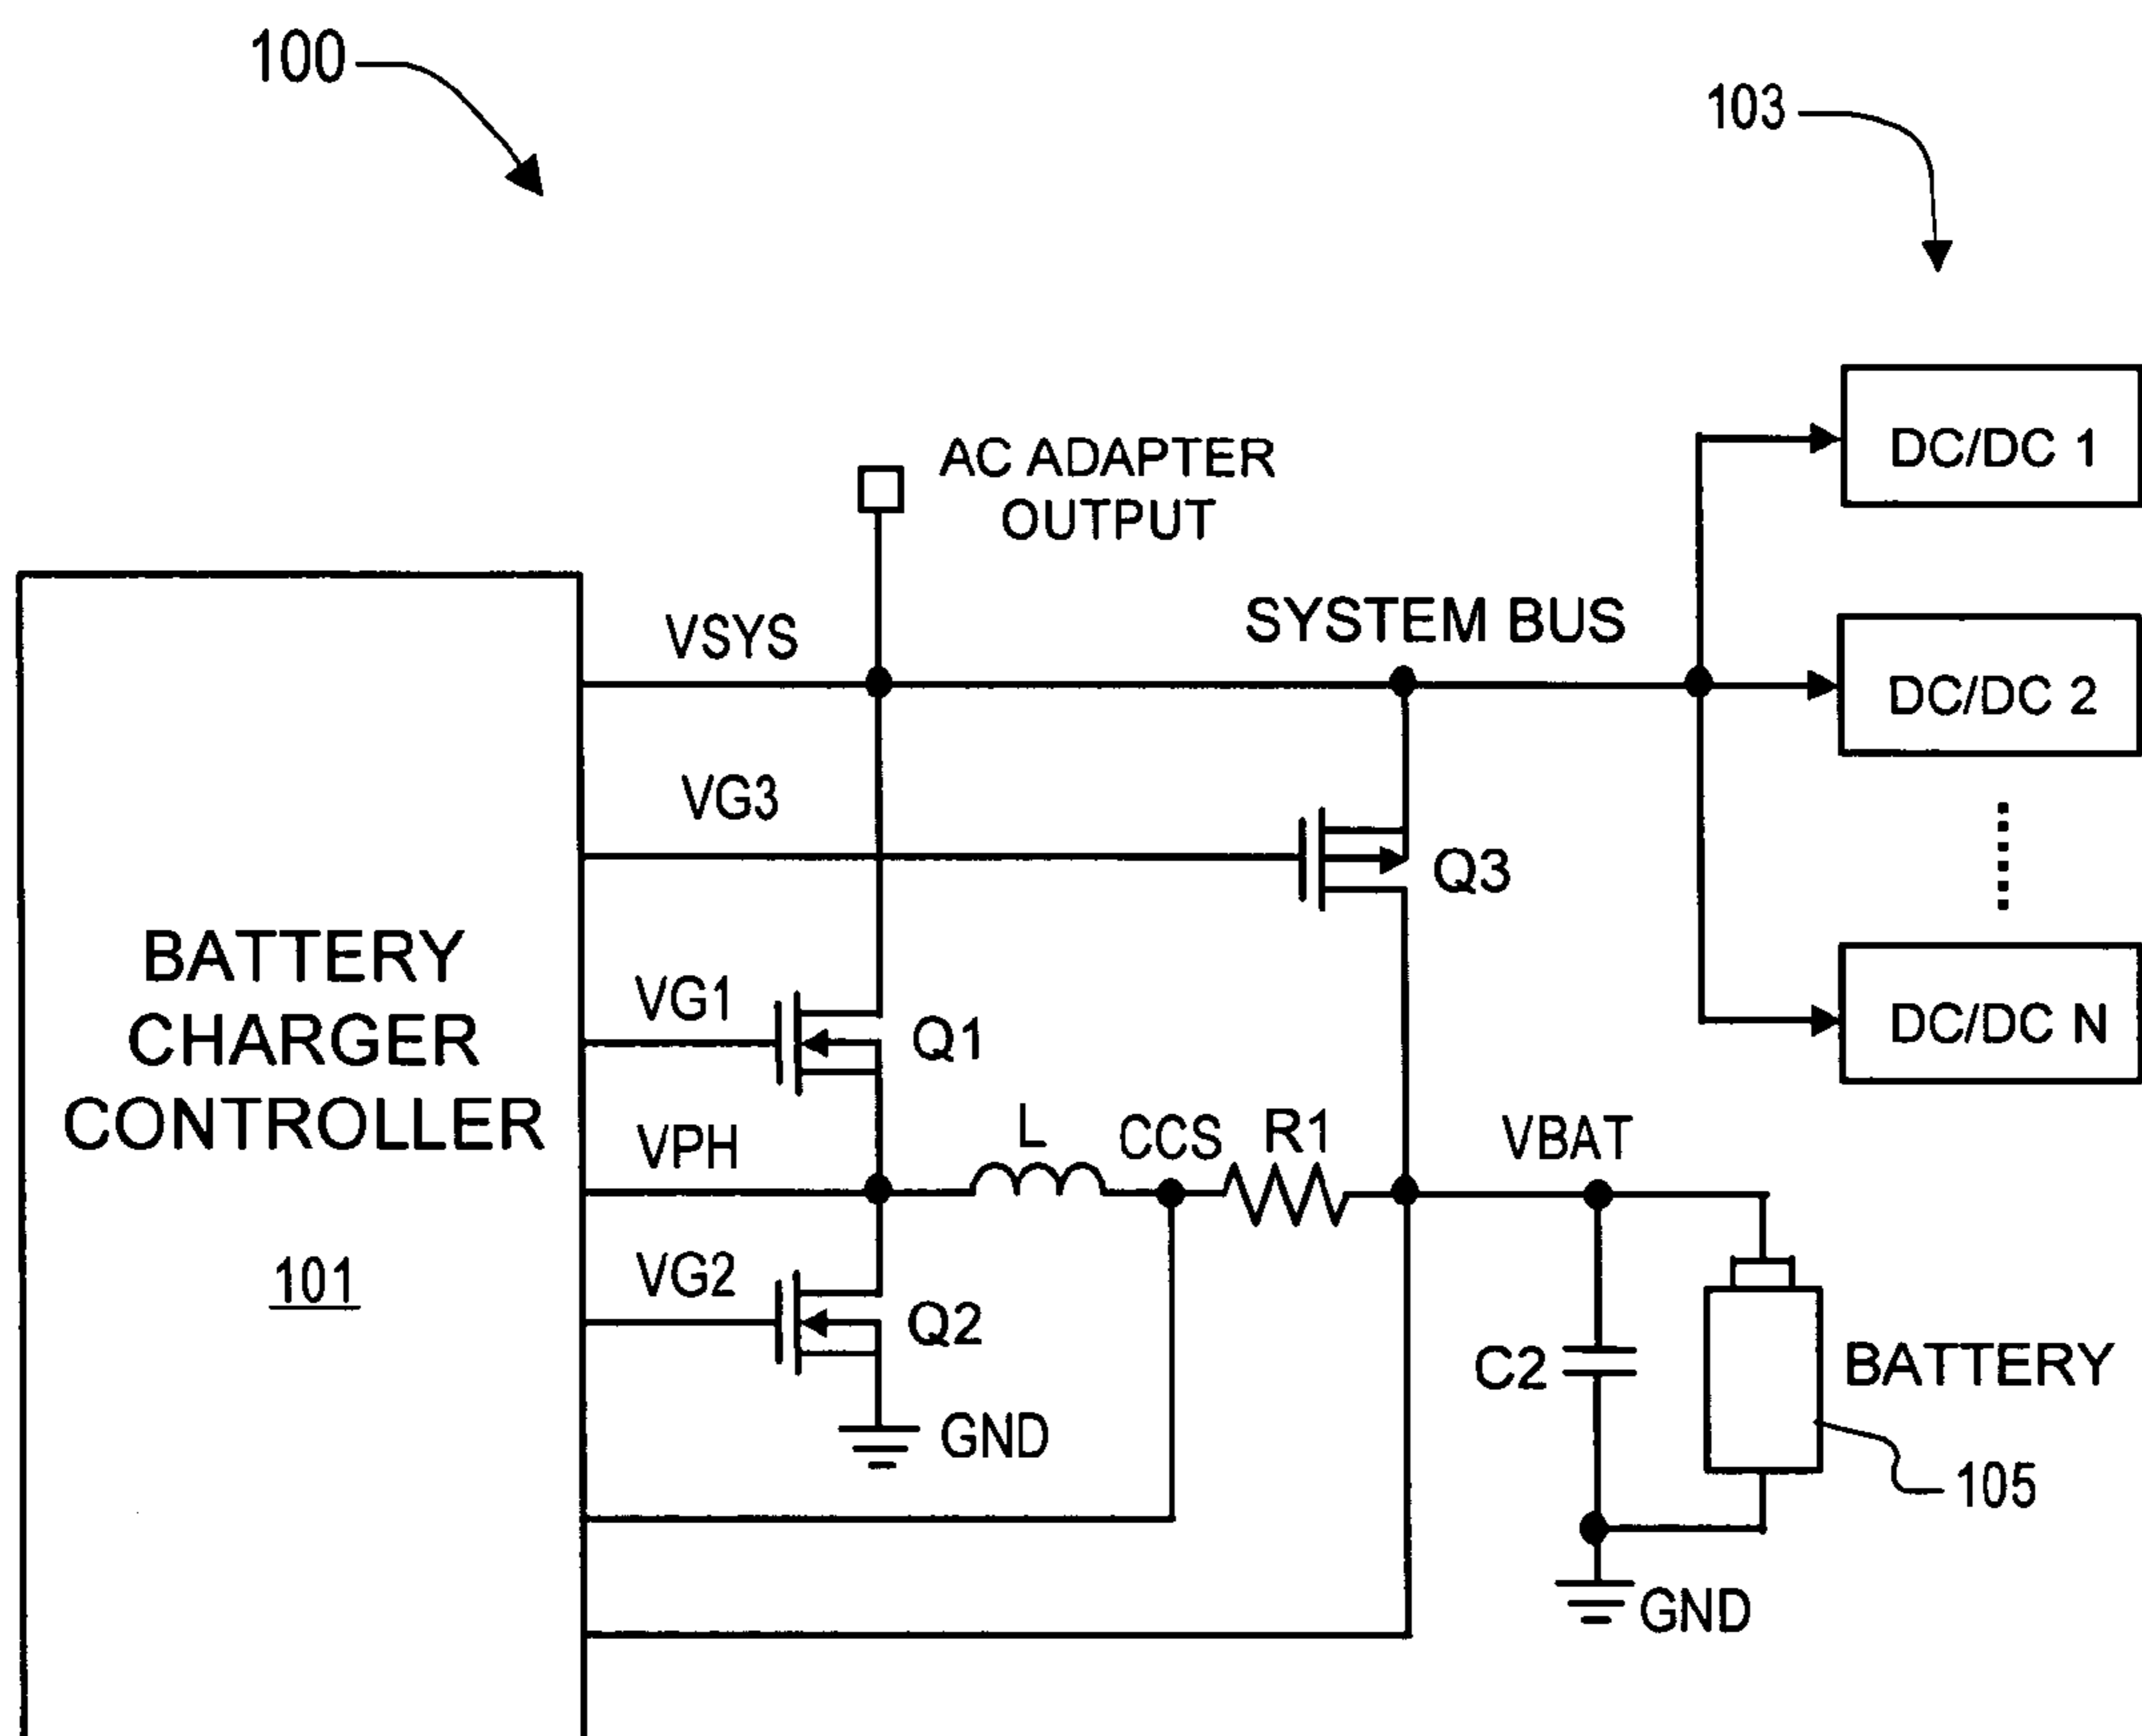 100
103
AC ADAPTER
OUTPUT
DC/DC 1
VSYS
SYSTEM BUS
DC/DC 2
VG3
Q3
BATTERY
CHARGER
CONTROLLER
101
VG1
Q1
DC/DC N
VPH
L
CCS
R1
VBAT
VG2
Q2
GND
C2
BATTERY
105
GND